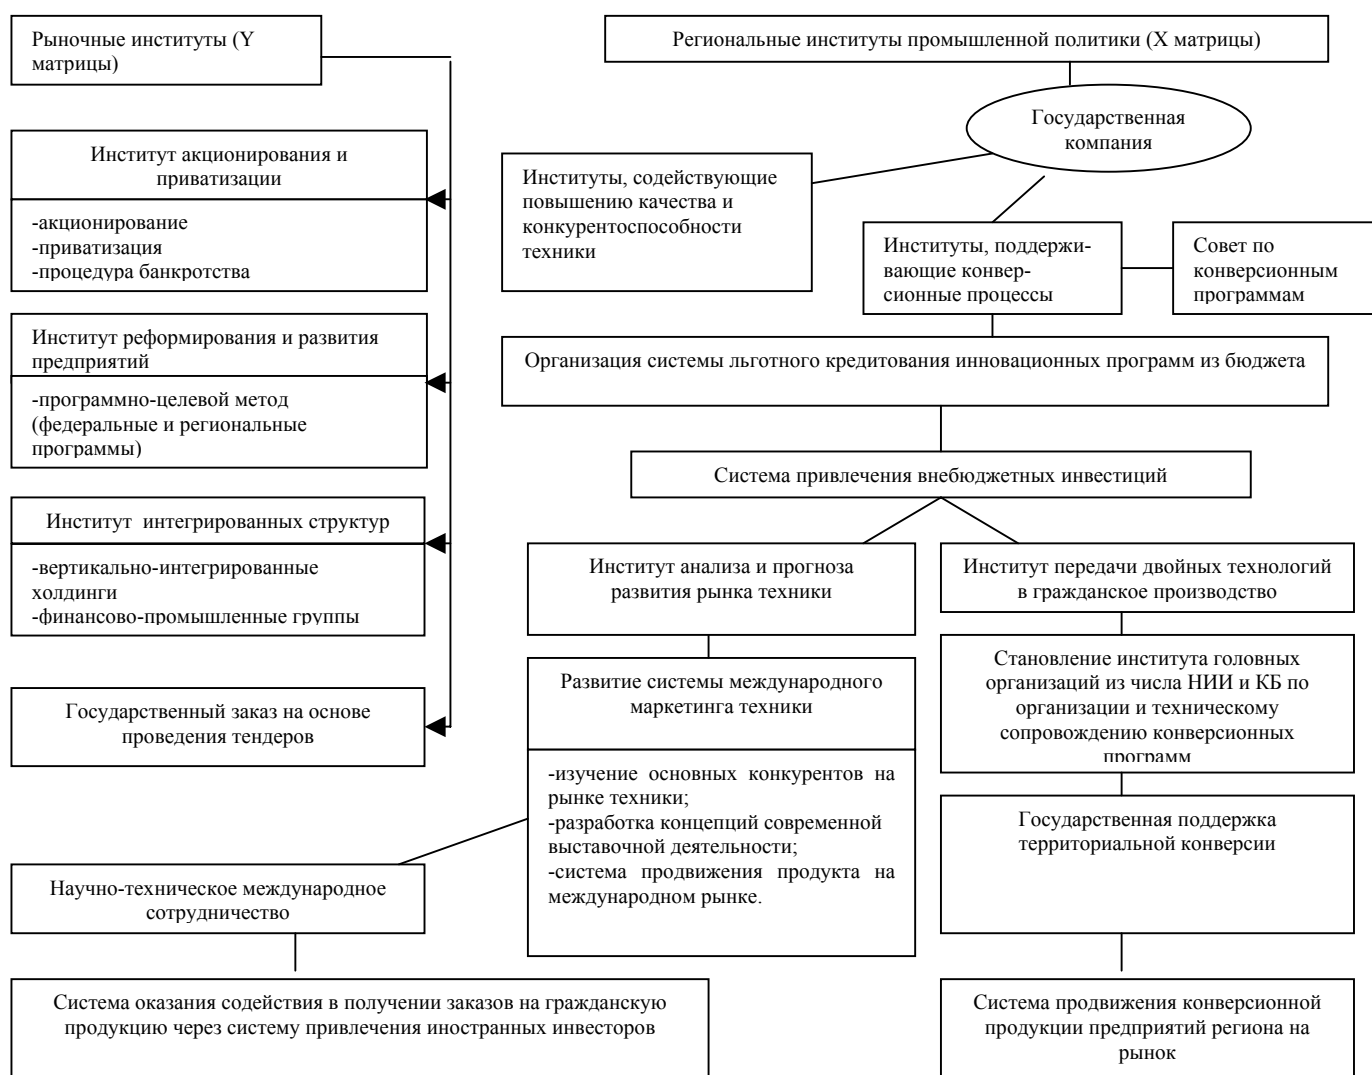 Рыночные институты (Y
матрицы)
Региональные институты промышленной политики (X матрицы)
Государственная
компания
Институт акционирования и
приватизации
-акционирование
-приватизация
-процедура банкротства
Институты, содействующие
повышению качества и
конкурентоспособности
техники
Институты, поддержи-
вающие конвер-
сионные процессы
Совет по
конверсионным
программам
Институт реформирования и развития
предприятий
-программно-целевой метод
(федеральные и региональные
программы)
Организация системы льготного кредитования инновационных программ из бюджета
Система привлечения внебюджетных инвестиций
Институт интегрированных структур
-вертикально-интегрированные
холдинги
-финансово-промышленные группы
Институт анализа и прогноза
развития рынка техники
Институт передачи двойных технологий
в гражданское производство
Государственный заказ на основе
проведения тендеров
Развитие системы международного
маркетинга техники
-изучение основных конкурентов на
рынке техники;
-разработка концепций современной
выставочной деятельности;
-система продвижения продукта на
международном рынке.
Становление института головных
организаций из числа НИИ и КБ по
организации и техническому
сопровождению конверсионных
программ
Государственная поддержка
территориальной конверсии
Научно-техническое международное
сотрудничество
Система оказания содействия в получении заказов на гражданскую
продукцию через систему привлечения иностранных инвесторов
Система продвижения конверсионной
продукции предприятий региона на
рынок